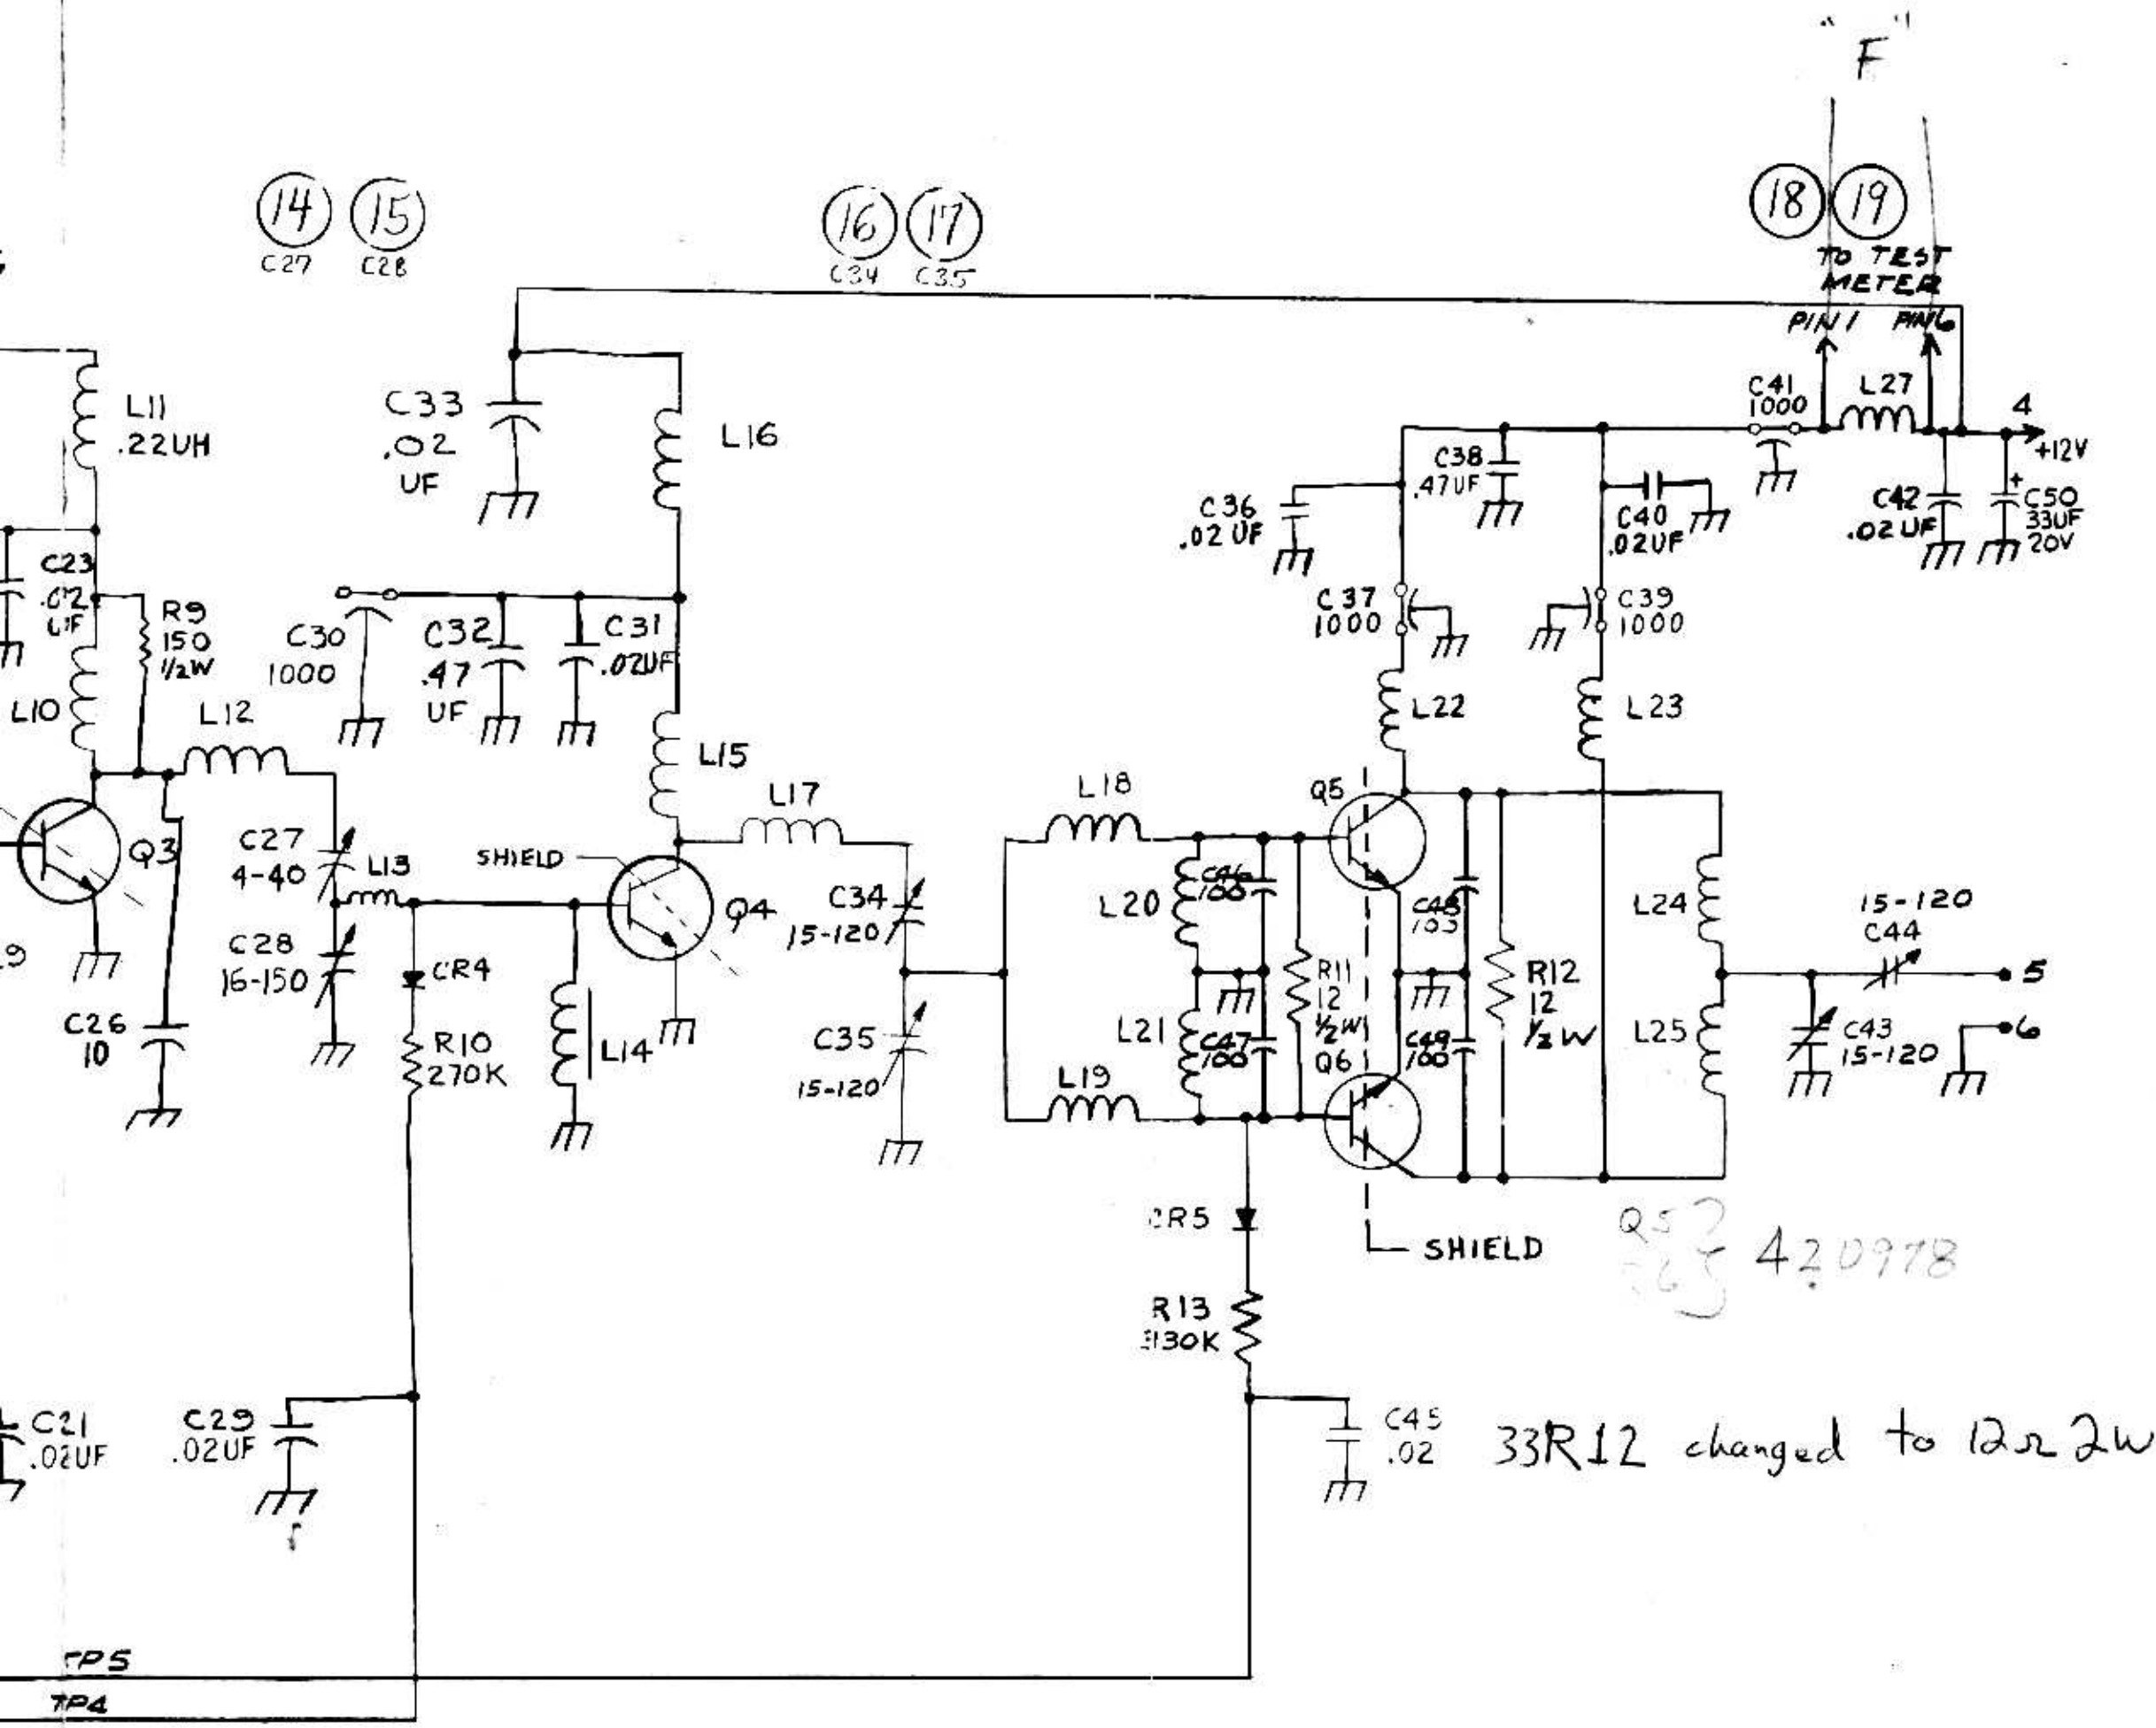 "F"
14 15 16 17 18 19
C27 C28 C34 C35
TO TEST
METER
PIN 1 PIN 6
L11
.22UH
C33
.02
UF
L16
C41
1000
L27
4
+12V
C38
.47UF
C36
.02 UF
C40
.02UF
C42
.02 UF
+
C50
33UF
20V
C23
.02
UF
R9
150
1/2W
L10
L12
C30
1000
C32
.47
UF
C31
.02UF
C37
1000
C39
1000
L22
L23
L15
L17
L18
Q5
Q3
C27
4-40
L13
SHIELD
Q4
C34
15-120
L20
C46
100
C48
L24
15-120
C44
9
C28
16-150
CR4
R11
12
1/2W
R12
12
1/2 W
5
C26
10
R10
270K
L14
C35
15-120
L21
C47
100
Q6
C49
100
L25
C43
15-120
6
L19
CR5
SHIELD
Q5
6
420978
R13
C21
.02UF
C29
.02UF
C45
.02
33R12 changed to 12Ω 2W
TP5
TP4